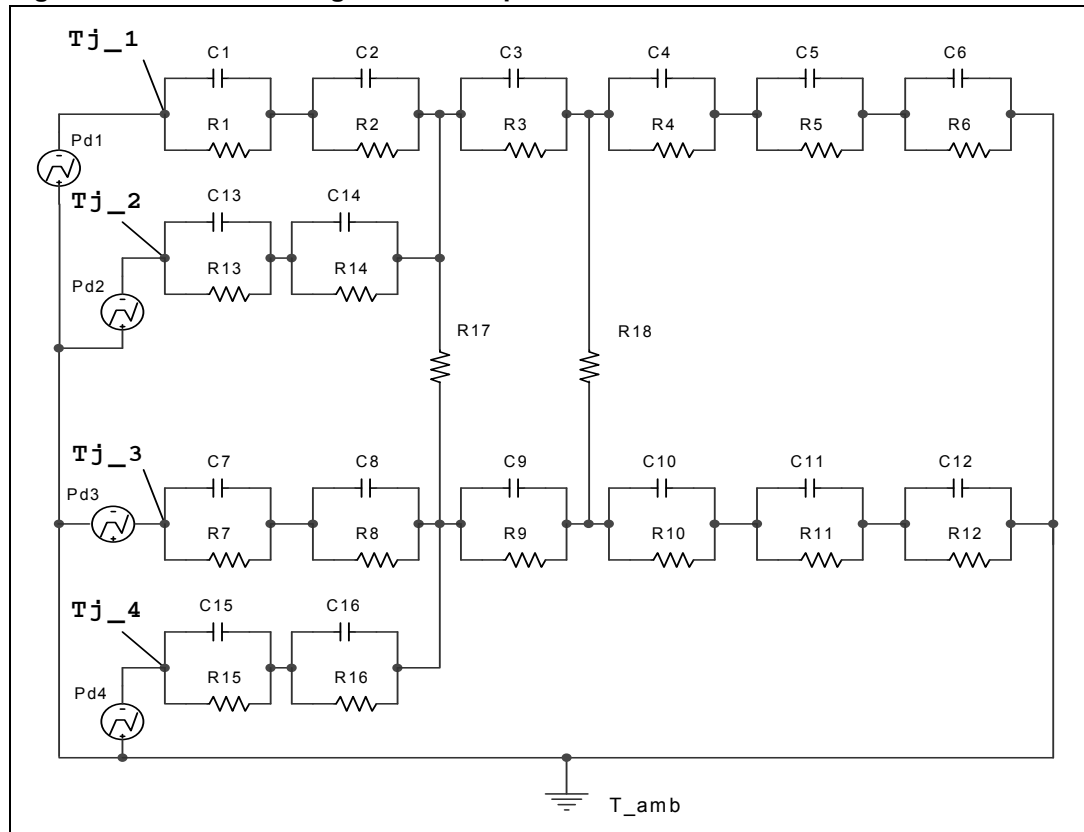 Tj_1
C1 C2 C3 C4 C5 C6
R1 R2 R3 R4 R5 R6
Pd1
-
+
Tj_2
C13 C14
R13 R14
Pd2
-
+
R17 R18
Tj_3
C7 C8 C9 C10 C11 C12
Pd3
-
+
R7 R8 R9 R10 R11 R12
Tj_4
C15 C16
R15 R16
Pd4
-
+
T_amb